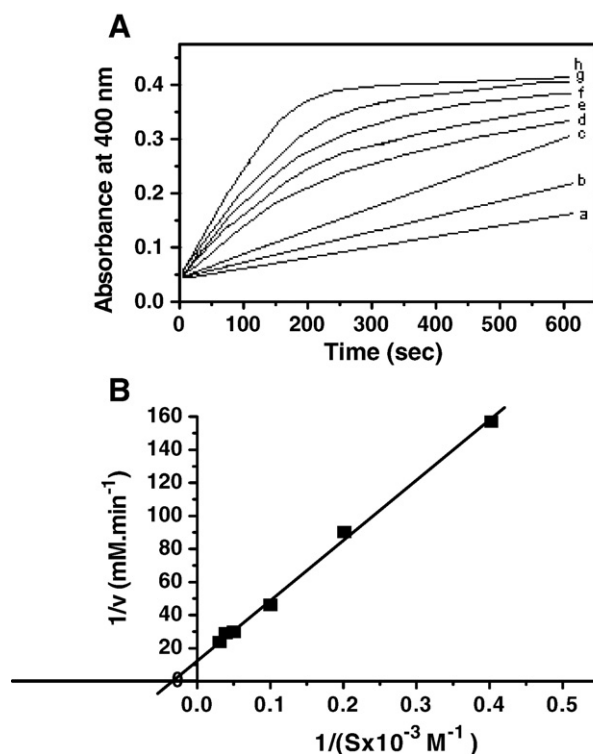 A
Absorbance at 400 nm
0.4
0.3
0.2
0.1
0.0
h
g
f
e
d
c
b
a
0 100 200 300 400 500 600
Time (sec)
B
1/v (mM.min⁻¹)
160
140
120
100
80
60
40
20
0
0.0 0.1 0.2 0.3 0.4 0.5
1/(Sx10⁻³ M⁻¹)